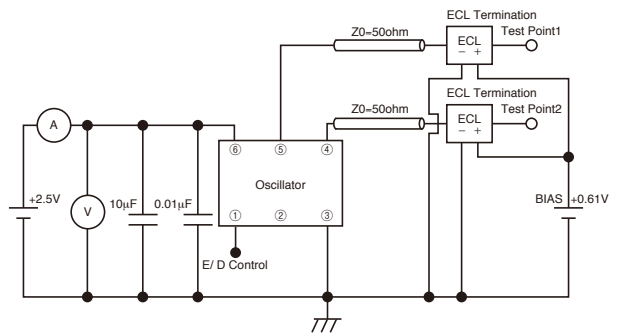 ECL Termination
Z0=50ohm
ECL
− +
Test Point1
ECL Termination
Z0=50ohm
ECL
− +
Test Point2
A
⑥ ⑤ ④
Oscillator
① ② ③
+2.5V
V
10μF
0.01μF
BIAS +0.61V
E/ D Control